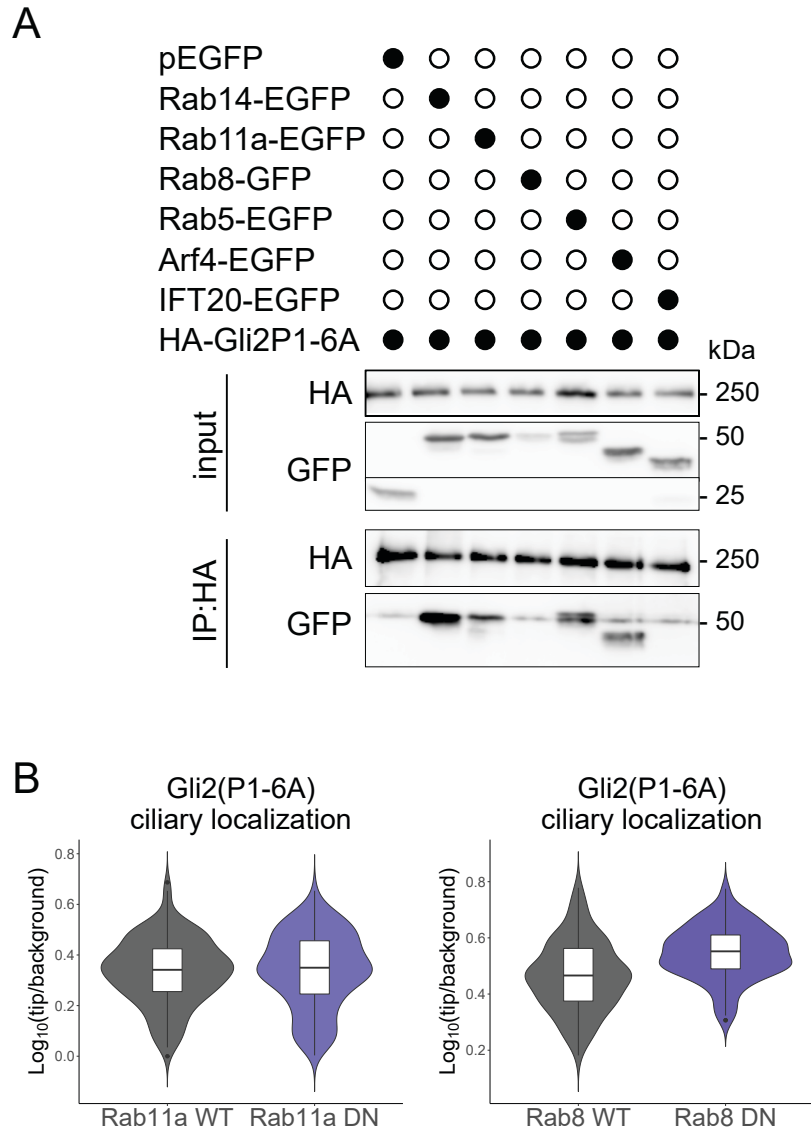 A
pEGFP
Rab14-EGFP
Rab11a-EGFP
Rab8-GFP
Rab5-EGFP
Arf4-EGFP
IFT20-EGFP
HA-Gli2P1-6A
kDa
input
HA
250
GFP
50
25
IP:HA
HA
250
GFP
50
B
Gli2(P1-6A)
ciliary localization
Log₁₀(tip/background)
0.8
0.6
0.4
0.2
0.0
Rab11a WT Rab11a DN
Gli2(P1-6A)
ciliary localization
Log₁₀(tip/background)
0.8
0.6
0.4
0.2
Rab8 WT Rab8 DN